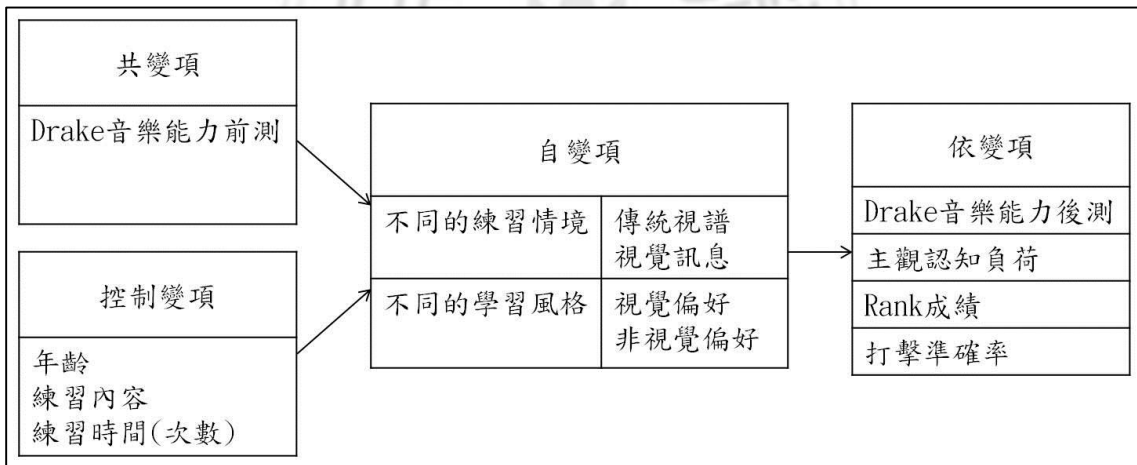 共變項
Drake音樂能力前測
控制變項
年齡
練習內容
練習時間(次數)
自變項
不同的練習情境
傳統視譜
視覺訊息
不同的學習風格
視覺偏好
非視覺偏好
依變項
Drake音樂能力後測
主觀認知負荷
Rank成績
打擊準確率